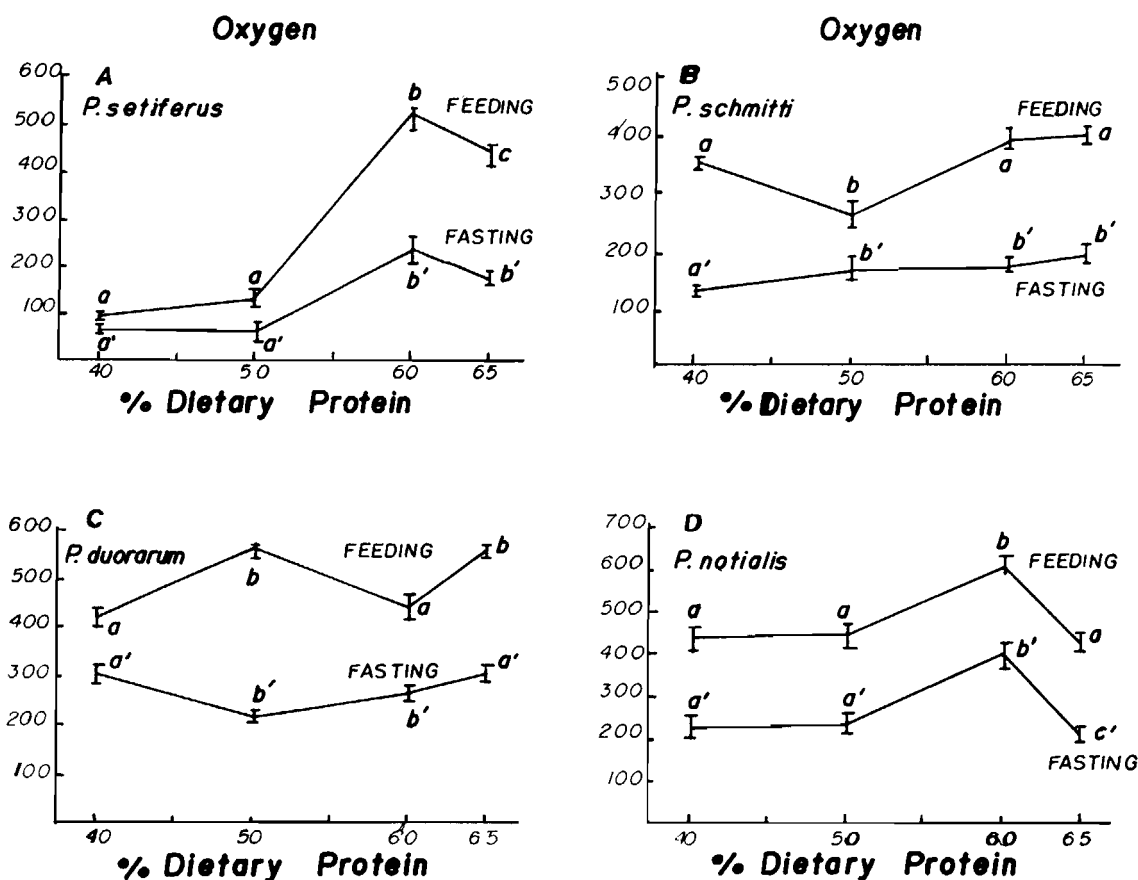 Oxygen
A
P. setiferus
600
500
400
300
200
100
b
FEEDING
c
a
a
FASTING
b'
b'
a'
a'
40
50
60
65
% Dietary Protein
Oxygen
B
P. schmitti
500
400
300
200
100
a
b
FEEDING
a
a
a'
b'
b'
b'
FASTING
40
50
60
65
% Dietary Protein
C
P. duorarum
600
500
400
300
200
100
a
b
FEEDING
a
b
a'
b'
FASTING
b'
a'
40
50
60
65
% Dietary Protein
D
P. notialis
700
600
500
400
300
200
100
a
a
b
FEEDING
a
a'
a'
b'
c'
FASTING
40
50
60
65
% Dietary Protein